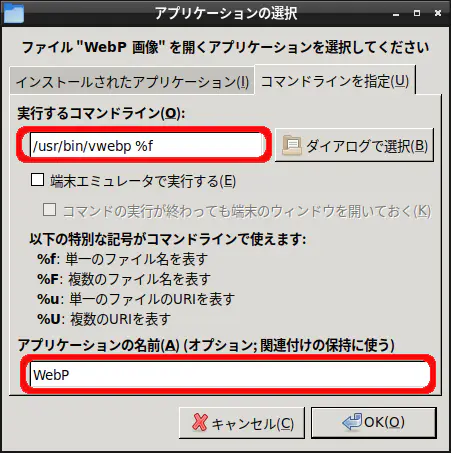 アプリケーションの選択
ファイル "WebP 画像" を開くアプリケーションを選択してください
インストールされたアプリケーション(I) コマンドラインを指定(U)
実行するコマンドライン(O):
/usr/bin/vwebp %f ダイアログで選択(B)
端末エミュレータで実行する(E)
コマンドの実行が終わっても端末のウィンドウを開いておく(K)
以下の特別な記号がコマンドラインで使えます:
%f: 単一のファイル名を表す
%F: 複数のファイル名を表す
%u: 単一のファイルのURIを表す
%U: 複数のURIを表す
アプリケーションの名前(A) (オプション; 関連付けの保持に使う)
WebP
キャンセル(C) OK(O)